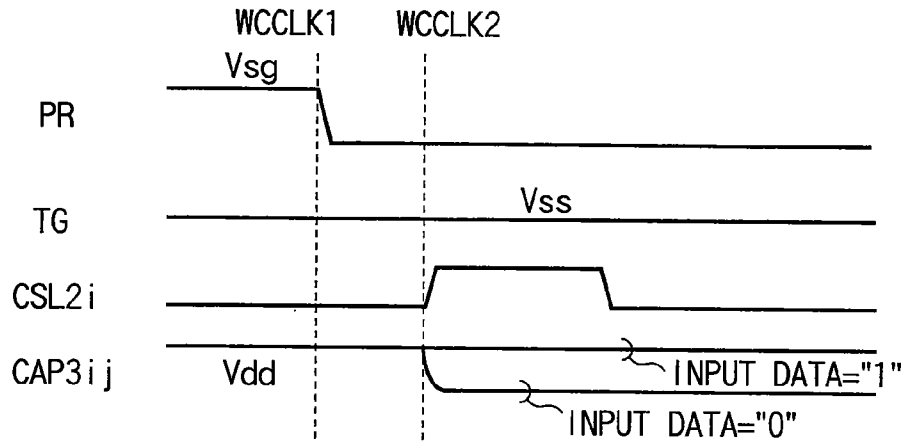 WCCLK1 WCCLK2
Vsg
PR
Vss
TG
CSL2i
CAP3ij
Vdd
INPUT DATA="1"
INPUT DATA="0"